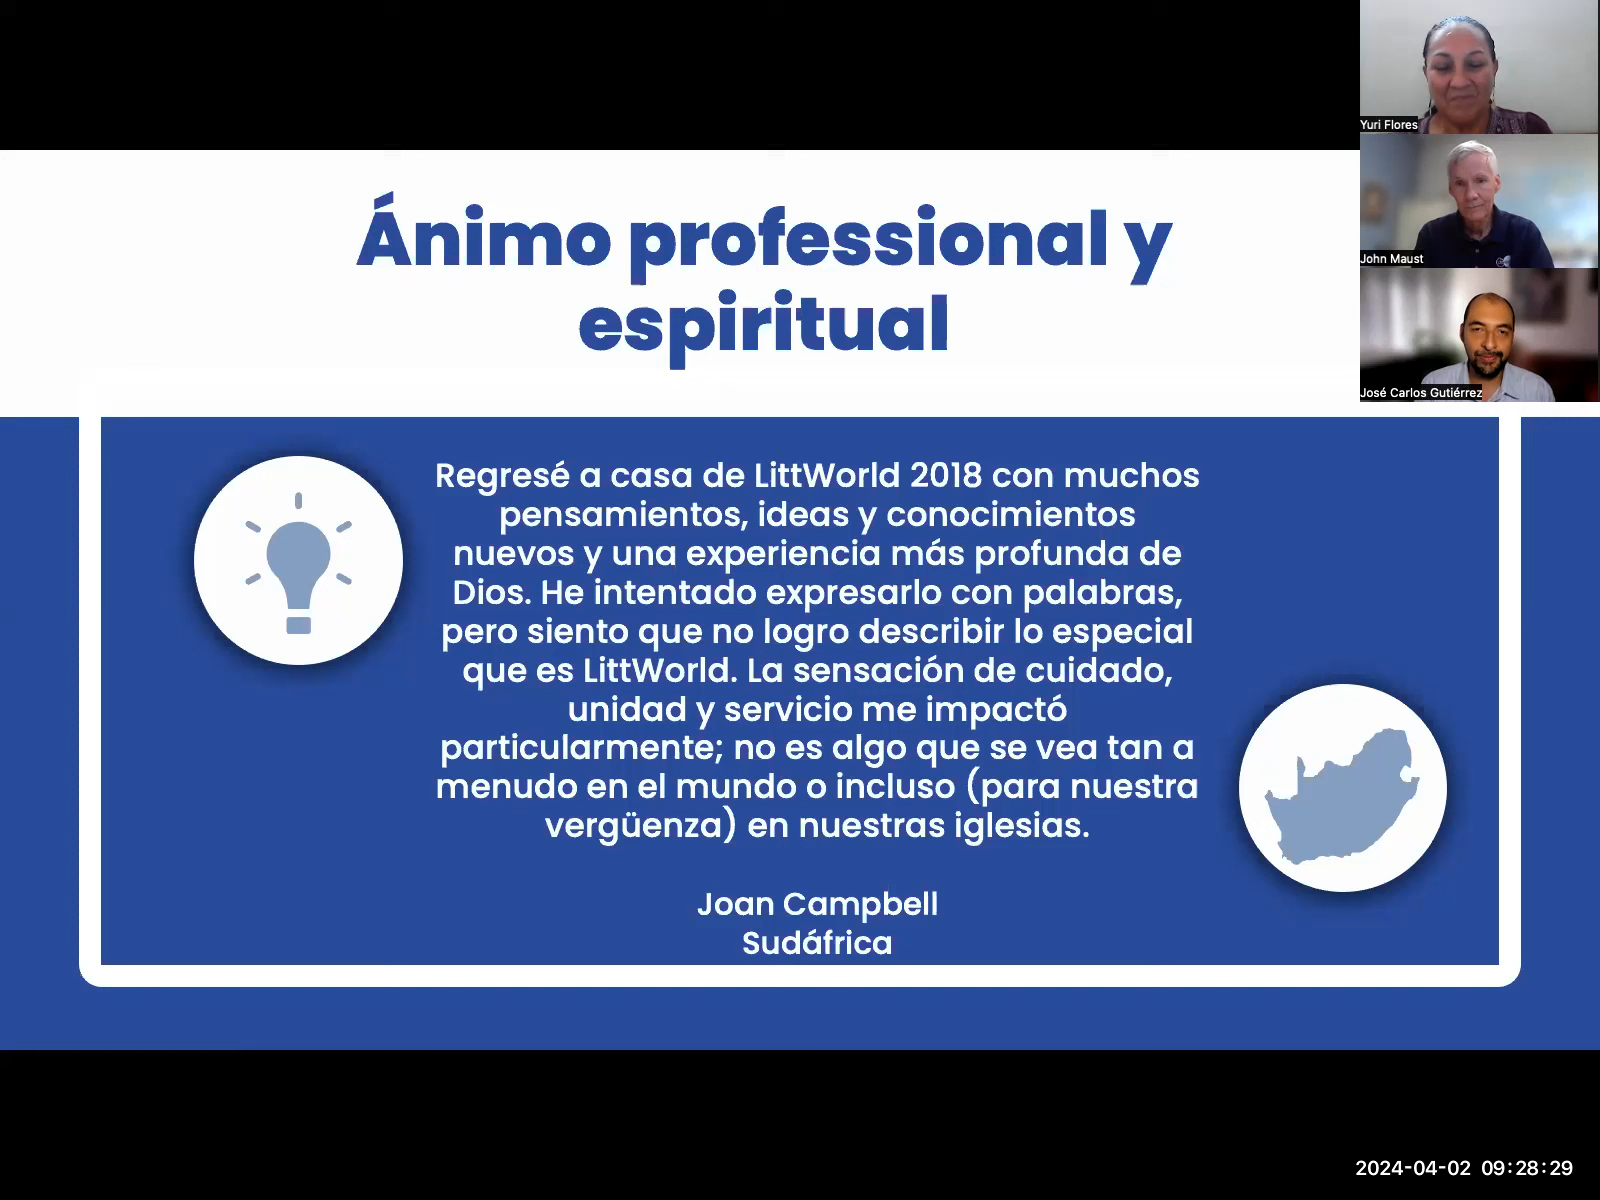 Ánimo professional y
espiritual
Regresé a casa de LittWorld 2018 con muchos
pensamientos, ideas y conocimientos
nuevos y una experiencia más profunda de
Dios. He intentado expresarlo con palabras,
pero siento que no logro describir lo especial
que es LittWorld. La sensación de cuidado,
unidad y servicio me impactó
particularmente; no es algo que se vea tan a
menudo en el mundo o incluso (para nuestra
vergüenza) en nuestras iglesias.
Joan Campbell
Sudáfrica
Yuri Flores
John Maust
José Carlos Gutiérrez
2024-04-02 09:28:29